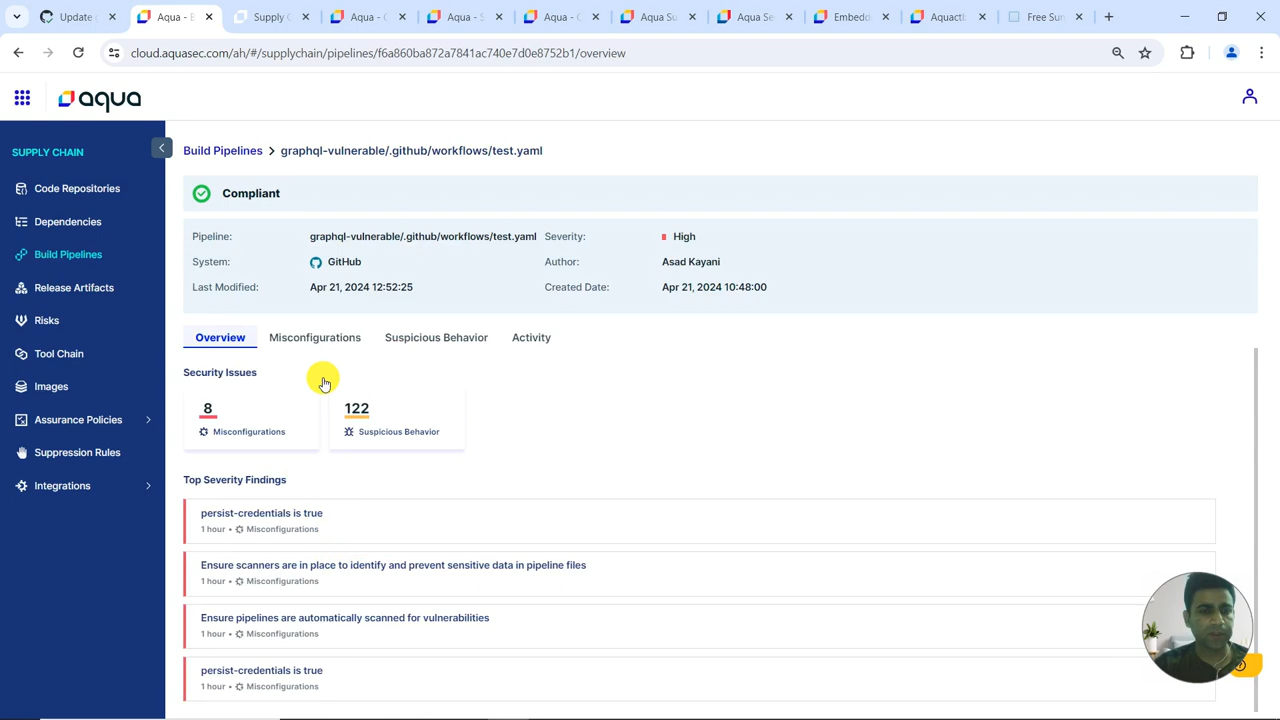 Update
Aqua - B
Supply C
Aqua - C
Aqua - S
Aqua -
Aqua Su
Aqua Se
Embedd
Aquactl
Free Sun
cloud.aquasec.com/ah/#/supplychain/pipelines/f6a860ba872a7841ac740e7d0e8752b1/overview
aqua
SUPPLY CHAIN
Code Repositories
Dependencies
Build Pipelines
Release Artifacts
Risks
Tool Chain
Images
Assurance Policies
Suppression Rules
Integrations
Build Pipelines > graphql-vulnerable/.github/workflows/test.yaml
Compliant
Pipeline: graphql-vulnerable/.github/workflows/test.yaml Severity: High
System: GitHub Author: Asad Kayani
Last Modified: Apr 21, 2024 12:52:25 Created Date: Apr 21, 2024 10:48:00
Overview Misconfigurations Suspicious Behavior Activity
Security Issues
8 122
Misconfigurations Suspicious Behavior
Top Severity Findings
persist-credentials is true
1 hour • Misconfigurations
Ensure scanners are in place to identify and prevent sensitive data in pipeline files
1 hour • Misconfigurations
Ensure pipelines are automatically scanned for vulnerabilities
1 hour • Misconfigurations
persist-credentials is true
1 hour • Misconfigurations